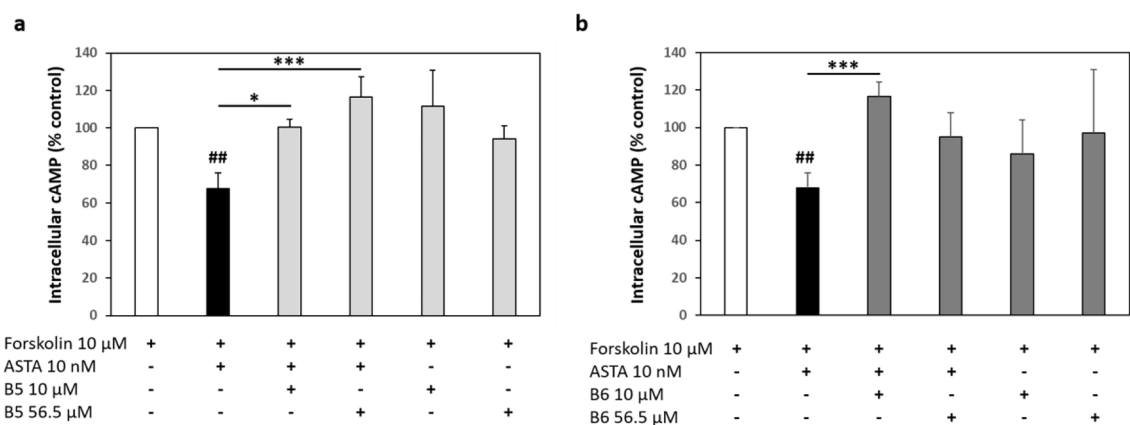 a
Intracellular cAMP (% control)
140
120
100
80
60
40
20
0
***
*
##
Forskolin 10 µM + + + + + +
ASTA 10 nM - + + + - -
B5 10 µM - - + - + -
B5 56.5 µM - - - + - +
b
Intracellular cAMP (% control)
140
120
100
80
60
40
20
0
***
##
Forskolin 10 µM + + + + + +
ASTA 10 nM - + + + - -
B6 10 µM - - + - + -
B6 56.5 µM - - - + - +